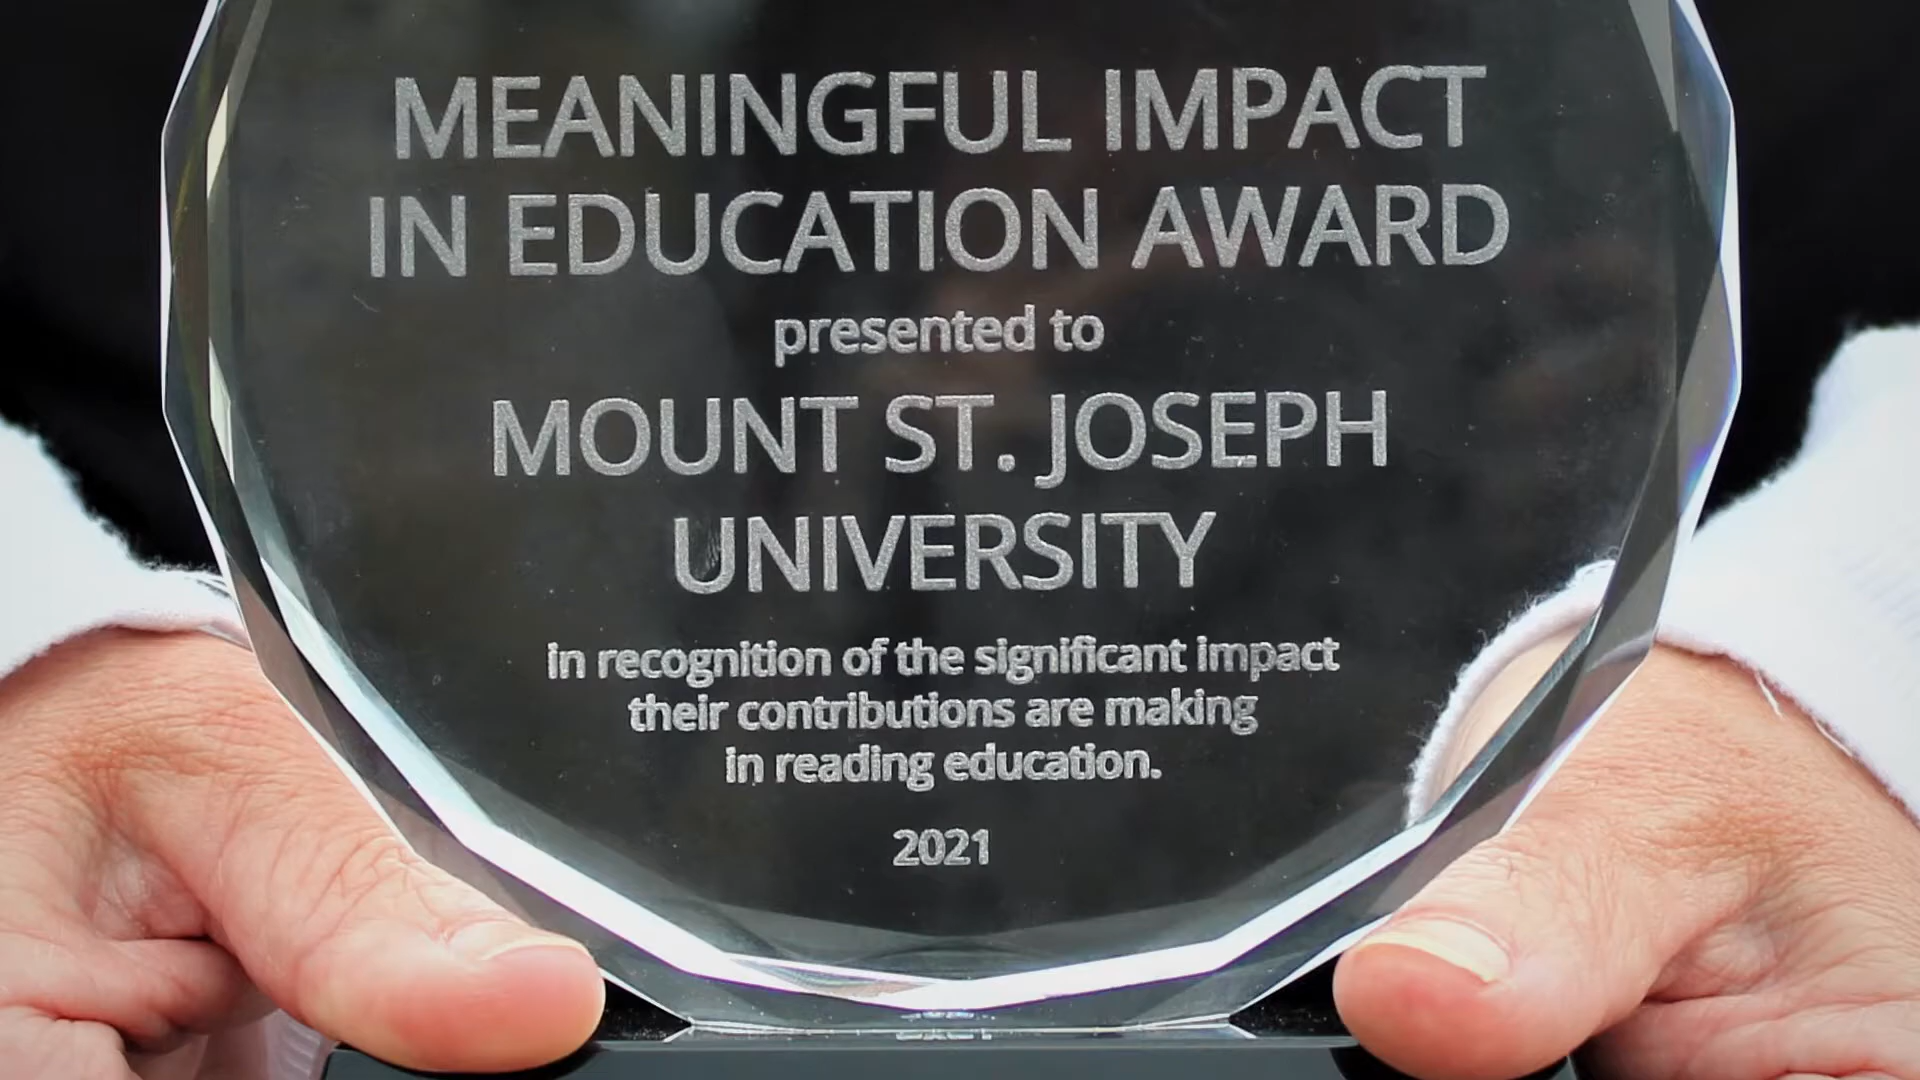 MEANINGFUL IMPACT
IN EDUCATION AWARD
presented to
MOUNT ST. JOSEPH
UNIVERSITY
in recognition of the significant impact
their contributions are making
in reading education.
2021